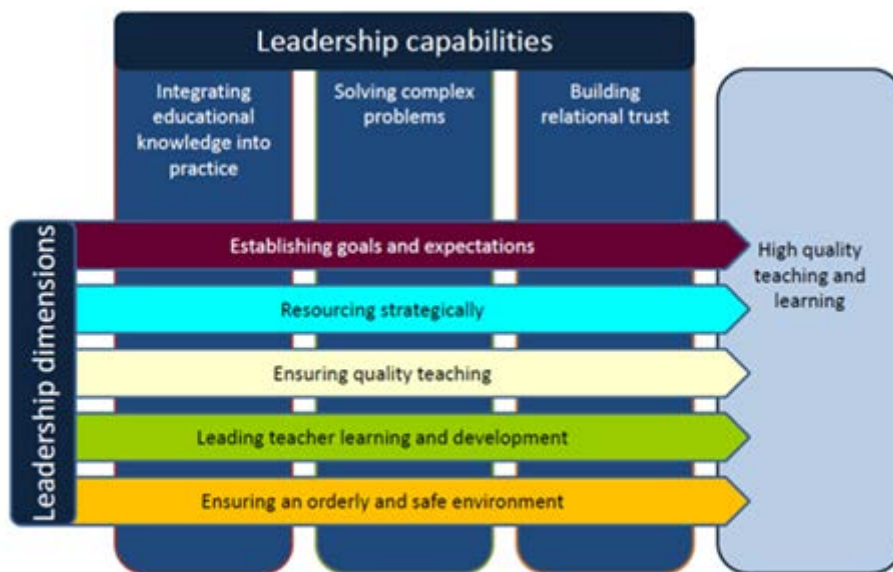 Leadership capabilities
Integrating
educational
knowledge into
practice
Solving complex
problems
Building
relational trust
Leadership dimensions
Establishing goals and expectations
Resourcing strategically
Ensuring quality teaching
Leading teacher learning and development
Ensuring an orderly and safe environment
High quality
teaching and
learning